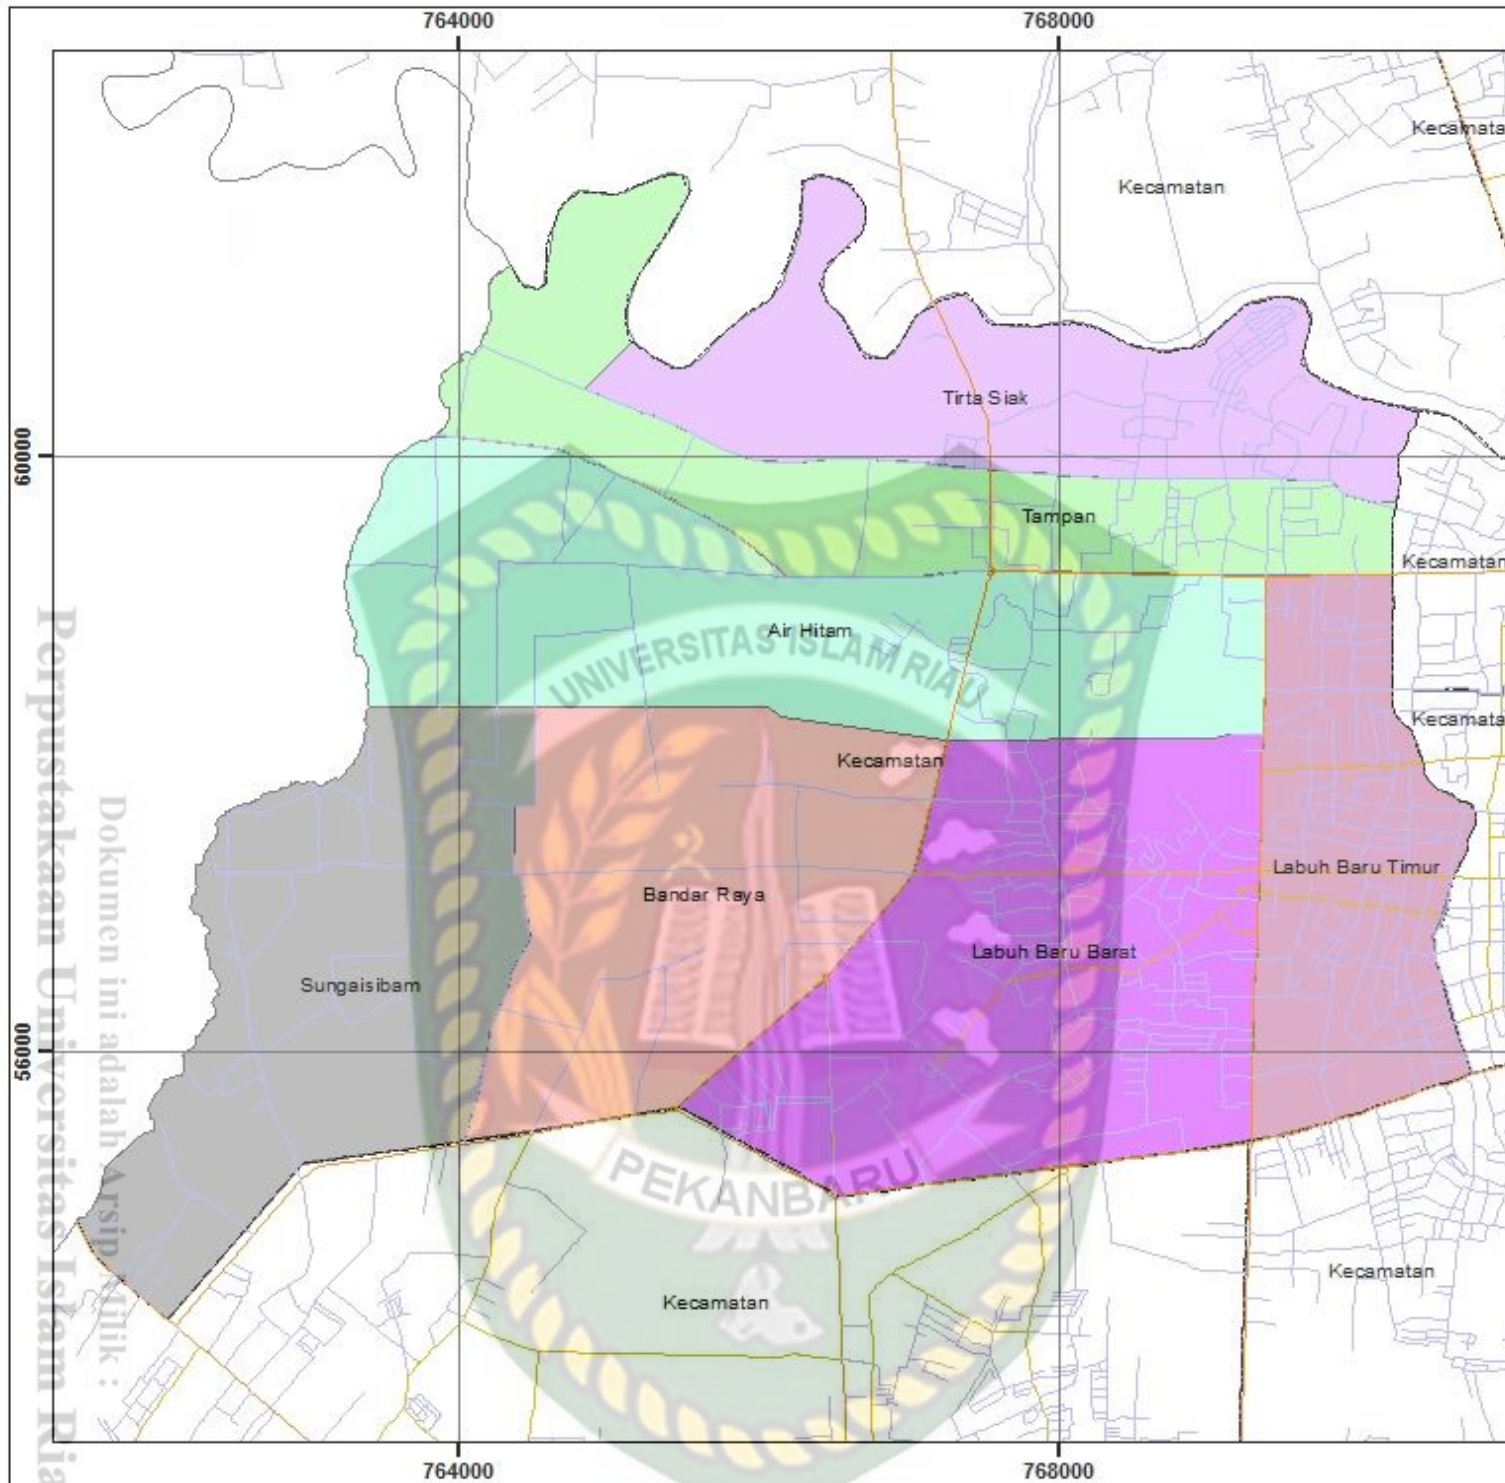 764000
768000
Kecamata
Kecamatan
60000
Tirta Siak
Tampan
Kecamatan
Air Hitam
UNIVERSITAS ISLAM RIAU
Kecamata
Kecamatan
Labuh Baru Timur
Bandar Raya
Labuh Baru Barat
Sungaisibam
56000
PEKANBARU
Kecamatan
Kecamatan
764000
768000
Perpustakaan Universitas Islam Ria
Dokumen ini adalah Arsip Milik :